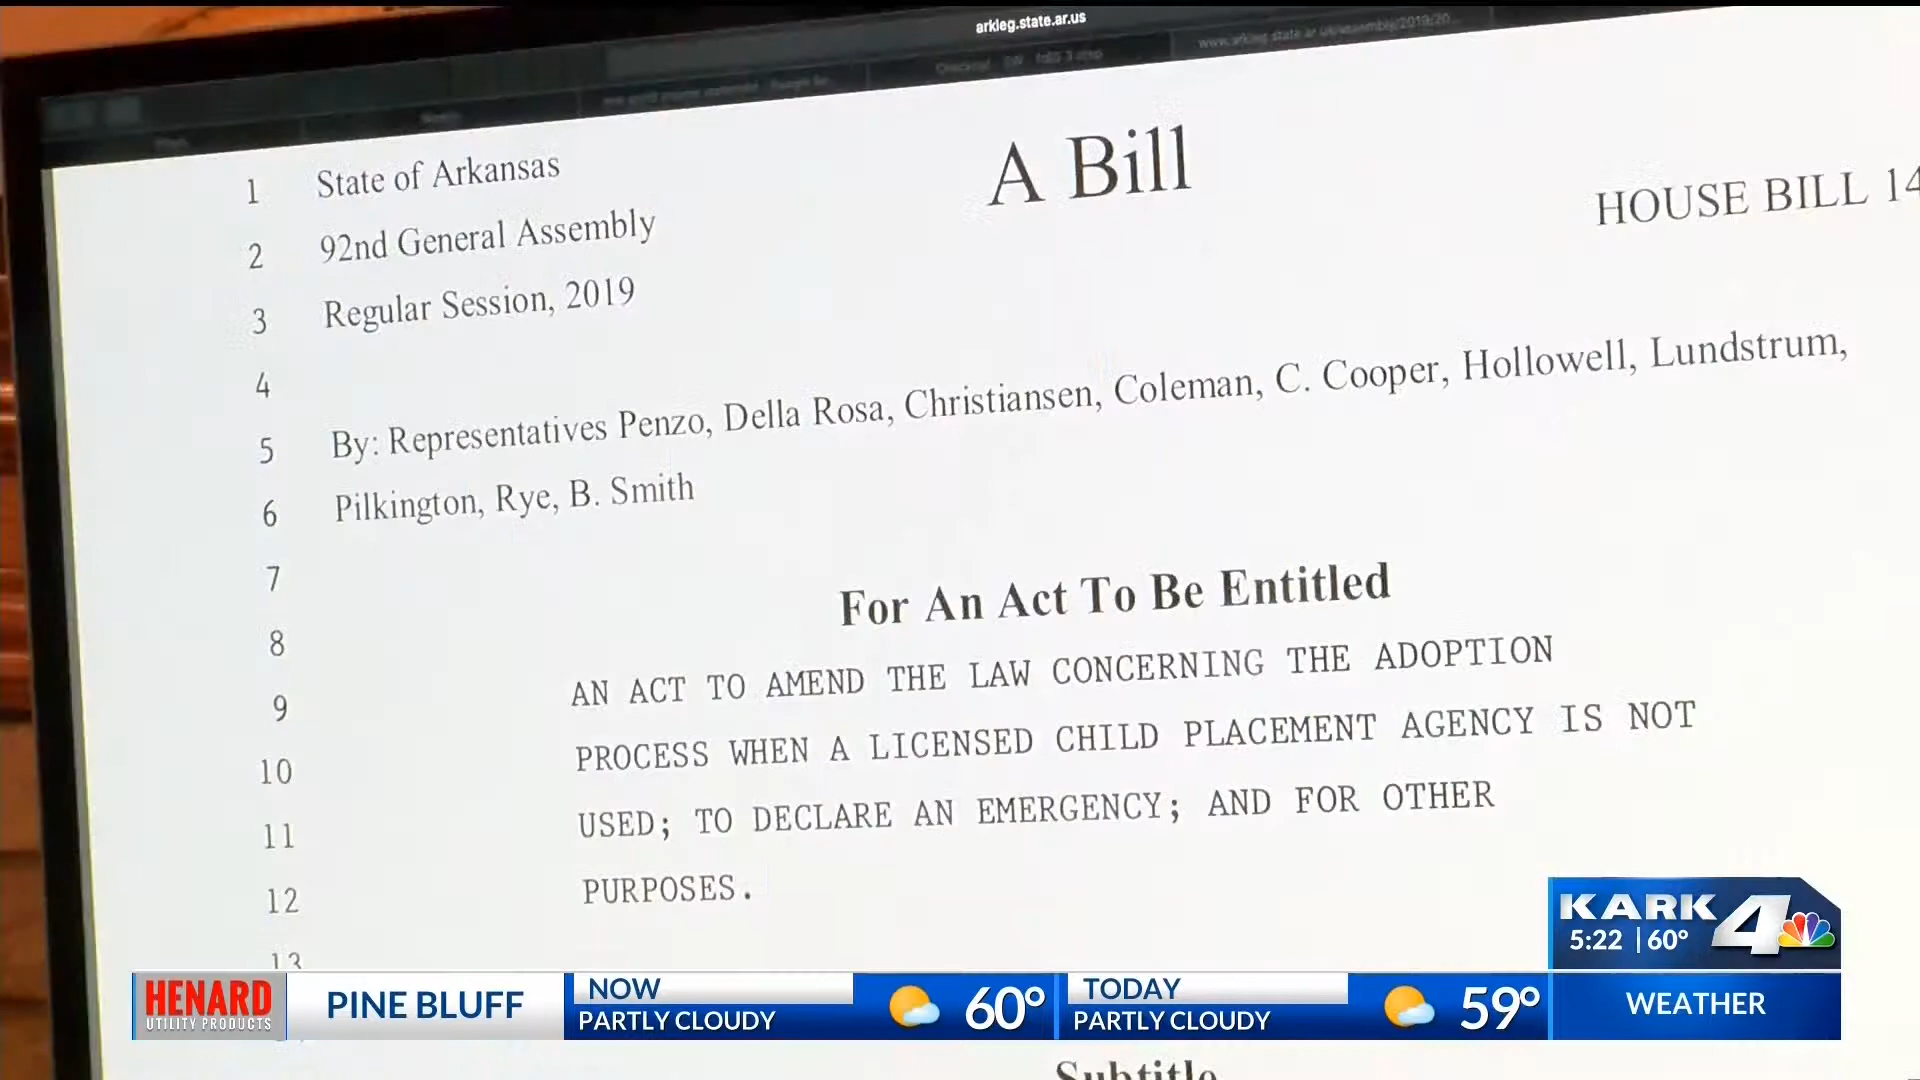 arkleg.state.ar.us
A Bill
HOUSE BILL 14
1 State of Arkansas
2 92nd General Assembly
3 Regular Session, 2019
4
5 By: Representatives Penzo, Della Rosa, Christiansen, Coleman, C. Cooper, Hollowell, Lundstrum,
6 Pilkington, Rye, B. Smith
7
8 For An Act To Be Entitled
9 AN ACT TO AMEND THE LAW CONCERNING THE ADOPTION
10 PROCESS WHEN A LICENSED CHILD PLACEMENT AGENCY IS NOT
11 USED; TO DECLARE AN EMERGENCY; AND FOR OTHER
12 PURPOSES.
13
Subtitle
KARK 4
5:22 | 60°
HENARD
UTILITY PRODUCTS
PINE BLUFF
NOW
PARTLY CLOUDY
60°
TODAY
PARTLY CLOUDY
59°
WEATHER